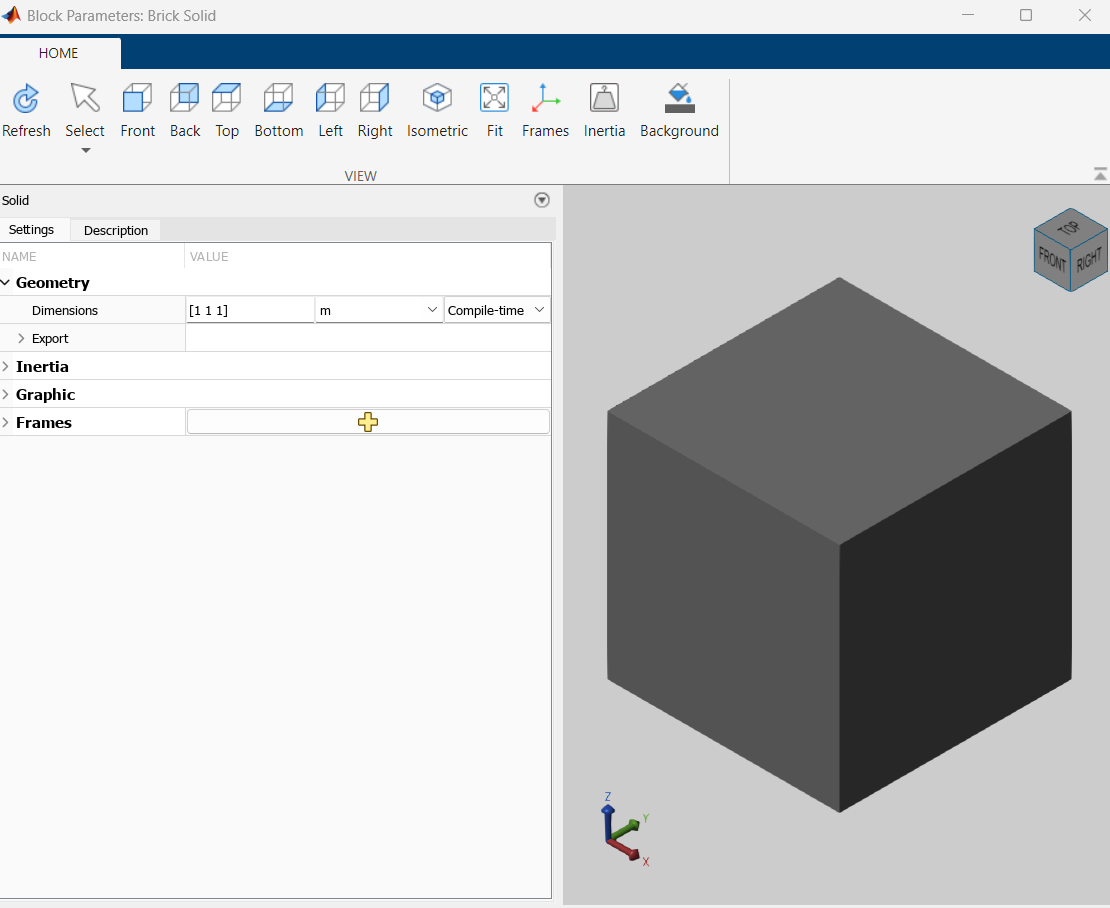 Block Parameters: Brick Solid
HOME
Refresh Select Front Back Top Bottom Left Right Isometric Fit Frames Inertia Background
VIEW
Solid
Settings Description
NAME VALUE
Geometry
Dimensions [1 1 1] m Compile-time
Export
Inertia
Graphic
Frames
TOP
FRONT RIGHT
Z
Y
X